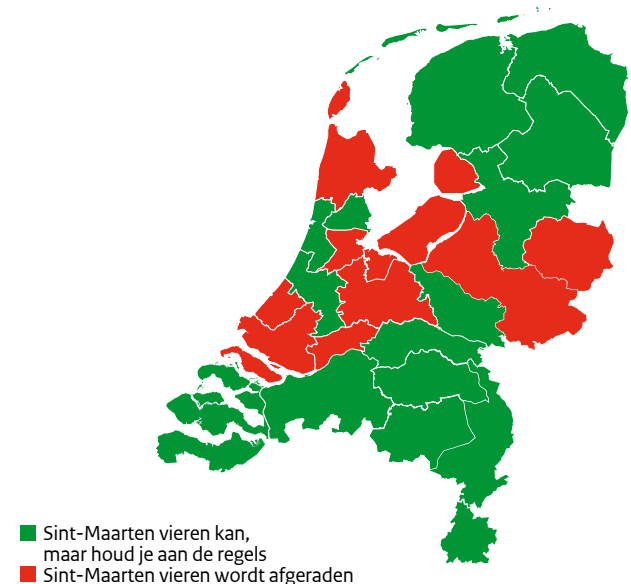 Sint-Maarten vieren kan,
maar houd je aan de regels
Sint-Maarten vieren wordt afgeraden